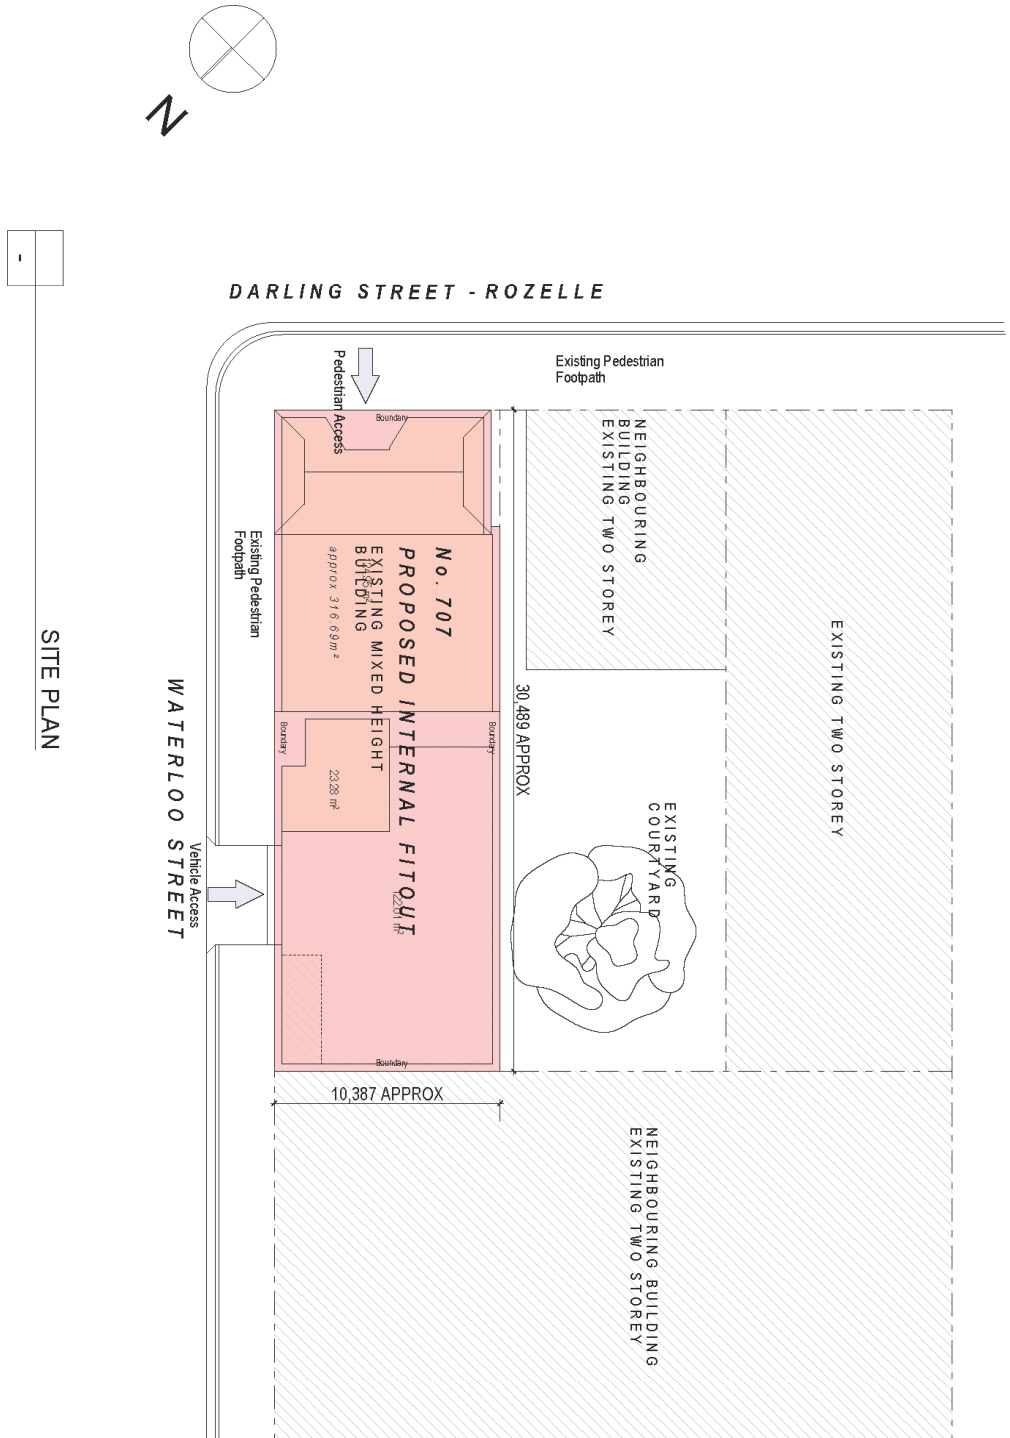 N
-
SITE PLAN
DARLING STREET - ROZELLE
Pedestrian Access
Existing Pedestrian
Footpath
Boundary
NEIGHBOURING
BUILDING
EXISTING TWO STOREY
EXISTING TWO STOREY
Existing Pedestrian
Footpath
No. 707
PROPOSED INTERNAL FITOUT
EXISTING MIXED HEIGHT
BUILDING
approx 316.69m²
Boundary
Boundary
23.28 m²
122.61 m²
30,489 APPROX
EXISTING
COURTYARD
WATERLOO STREET
Vehicle Access
Boundary
10,387 APPROX
NEIGHBOURING BUILDING
EXISTING TWO STOREY